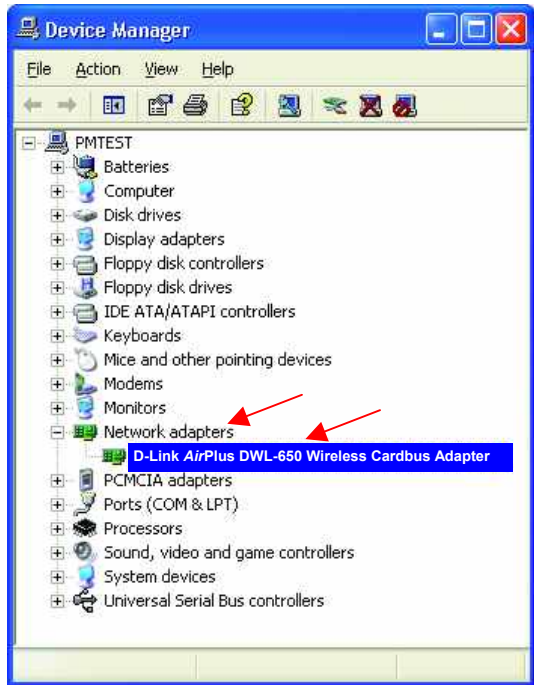 Device Manager
File Action View Help
PMTEST
Batteries
Computer
Disk drives
Display adapters
Floppy disk controllers
Floppy disk drives
IDE ATA/ATAPI controllers
Keyboards
Mice and other pointing devices
Modems
Monitors
Network adapters
D-Link AirPlus DWL-650 Wireless Cardbus Adapter
PCMCIA adapters
Ports (COM & LPT)
Processors
Sound, video and game controllers
System devices
Universal Serial Bus controllers